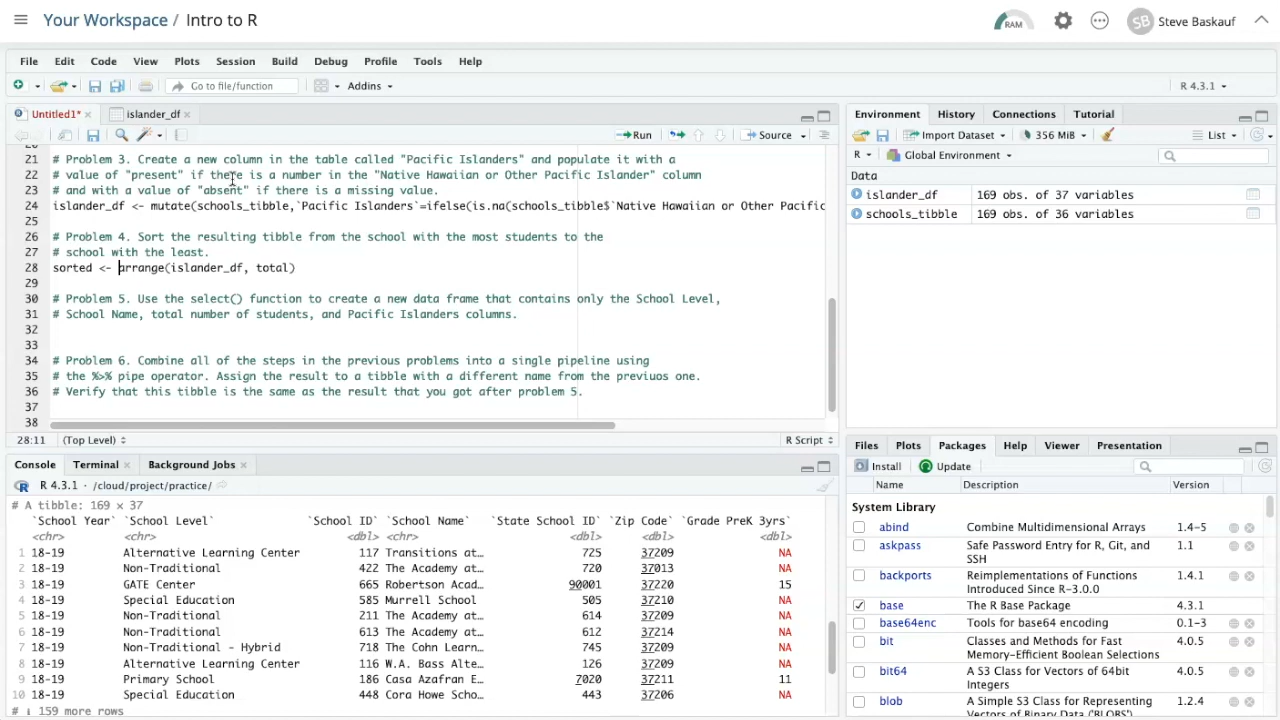 Your Workspace / Intro to R
RAM
SB Steve Baskauf
File Edit Code View Plots Session Build Debug Profile Tools Help
Go to file/function Addins R 4.3.1
Untitled1* islander_df
Run Source
21 # Problem 3. Create a new column in the table called "Pacific Islanders" and populate it with a
22 # value of "present" if there is a number in the "Native Hawaiian or Other Pacific Islander" column
23 # and with a value of "absent" if there is a missing value.
24 islander_df <- mutate(schools_tibble,`Pacific Islanders`=ifelse(is.na(schools_tibble$`Native Hawaiian or Other Pacific
25
26 # Problem 4. Sort the resulting tibble from the school with the most students to the
27 # school with the least.
28 sorted <- arrange(islander_df, total)
29
30 # Problem 5. Use the select() function to create a new data frame that contains only the School Level,
31 # School Name, total number of students, and Pacific Islanders columns.
32
33
34 # Problem 6. Combine all of the steps in the previous problems into a single pipeline using
35 # the %>% pipe operator. Assign the result to a tibble with a different name from the previuos one.
36 # Verify that this tibble is the same as the result that you got after problem 5.
37
38
28:11 (Top Level) R Script
Console Terminal Background Jobs
R 4.3.1 · /cloud/project/practice/
# A tibble: 169 × 37
`School Year` `School Level` `School ID` `School Name` `State School ID` `Zip Code` `Grade PreK 3yrs`
<chr> <chr> <dbl> <chr> <dbl> <dbl> <dbl>
1 18-19 Alternative Learning Center 117 Transitions at… 725 37209 NA
2 18-19 Non-Traditional 422 The Academy at… 720 37013 NA
3 18-19 GATE Center 665 Robertson Acad… 90001 37220 15
4 18-19 Special Education 585 Murrell School 505 37210 NA
5 18-19 Non-Traditional 211 The Academy at… 614 37209 NA
6 18-19 Non-Traditional 613 The Academy at… 612 37214 NA
7 18-19 Non-Traditional - Hybrid 718 The Cohn Learn… 745 37209 NA
8 18-19 Alternative Learning Center 116 W.A. Bass Alte… 126 37209 NA
9 18-19 Primary School 186 Casa Azafran E… 7020 37211 11
10 18-19 Special Education 448 Cora Howe Scho… 443 37206 NA
# ℹ 159 more rows
Environment History Connections Tutorial
Import Dataset 356 MiB List
R Global Environment
Data
islander_df 169 obs. of 37 variables
schools_tibble 169 obs. of 36 variables
Files Plots Packages Help Viewer Presentation
Install Update
Name Description Version
System Library
abind Combine Multidimensional Arrays 1.4-5
askpass Password Entry for R, Git, and SSH 1.1
backports Reimplementations of Functions Introduced Since R-3.0.0 1.4.1
base The R Base Package 4.3.1
base64enc Tools for base64 encoding 0.1-3
bit Classes and Methods for Fast Memory-Efficient Boolean Selections 4.0.5
bit64 A S3 Class for Vectors of 64bit Integers 4.0.5
blob A Simple S3 Class for Representing Vectors of Binary Data ('BLOBS') 1.2.4